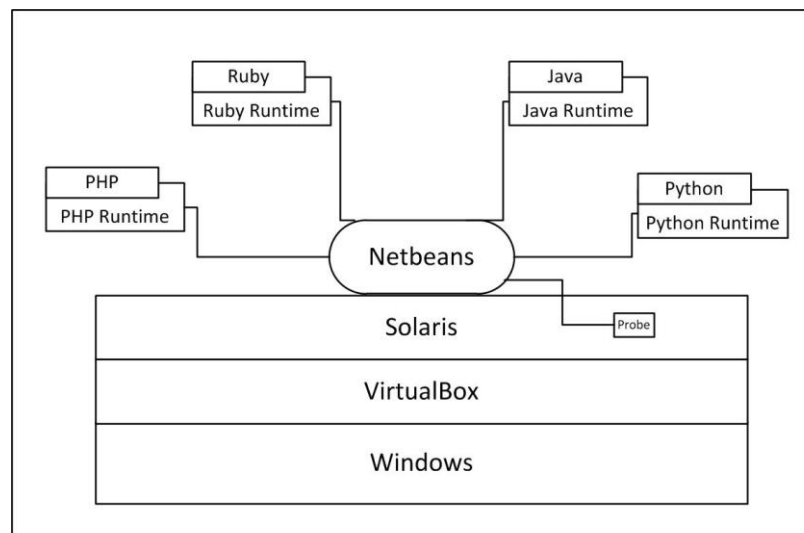 Ruby
Ruby Runtime
Java
Java Runtime
PHP
PHP Runtime
Python
Python Runtime
Netbeans
Solaris
Probe
VirtualBox
Windows